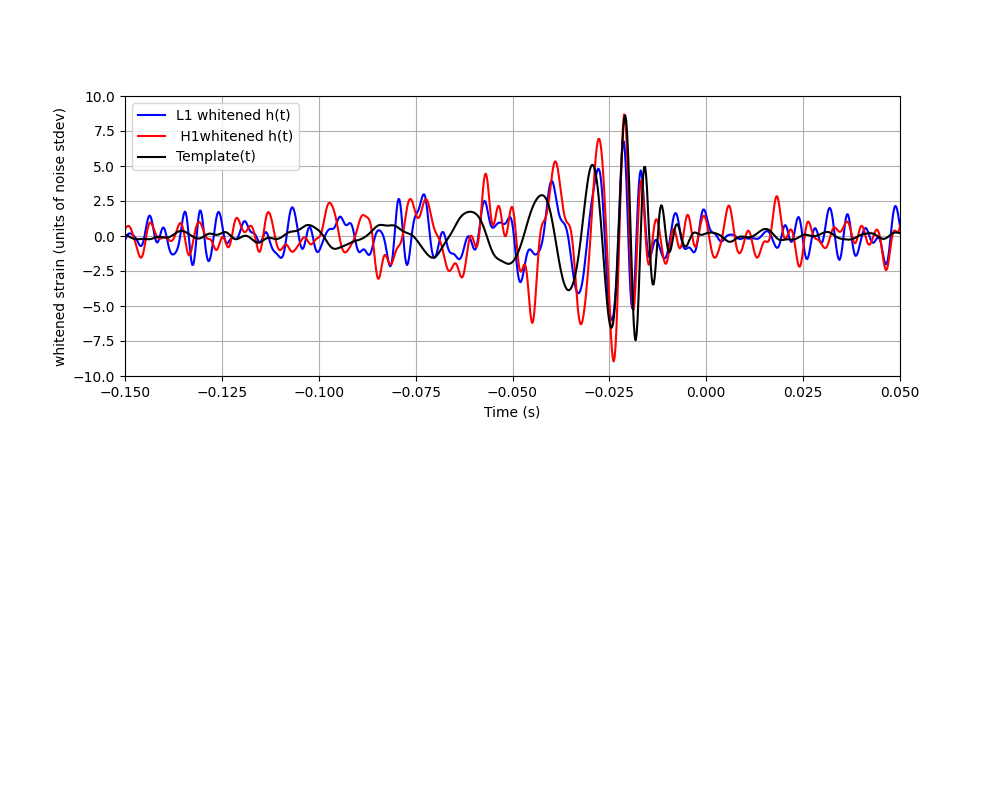 10.0
7.5
5.0
2.5
0.0
−2.5
−5.0
−7.5
−10.0
whitened strain (units of noise stdev)
L1 whitened h(t)
H1whitened h(t)
Template(t)
−0.150 −0.125 −0.100 −0.075 −0.050 −0.025 0.000 0.025 0.050
Time (s)